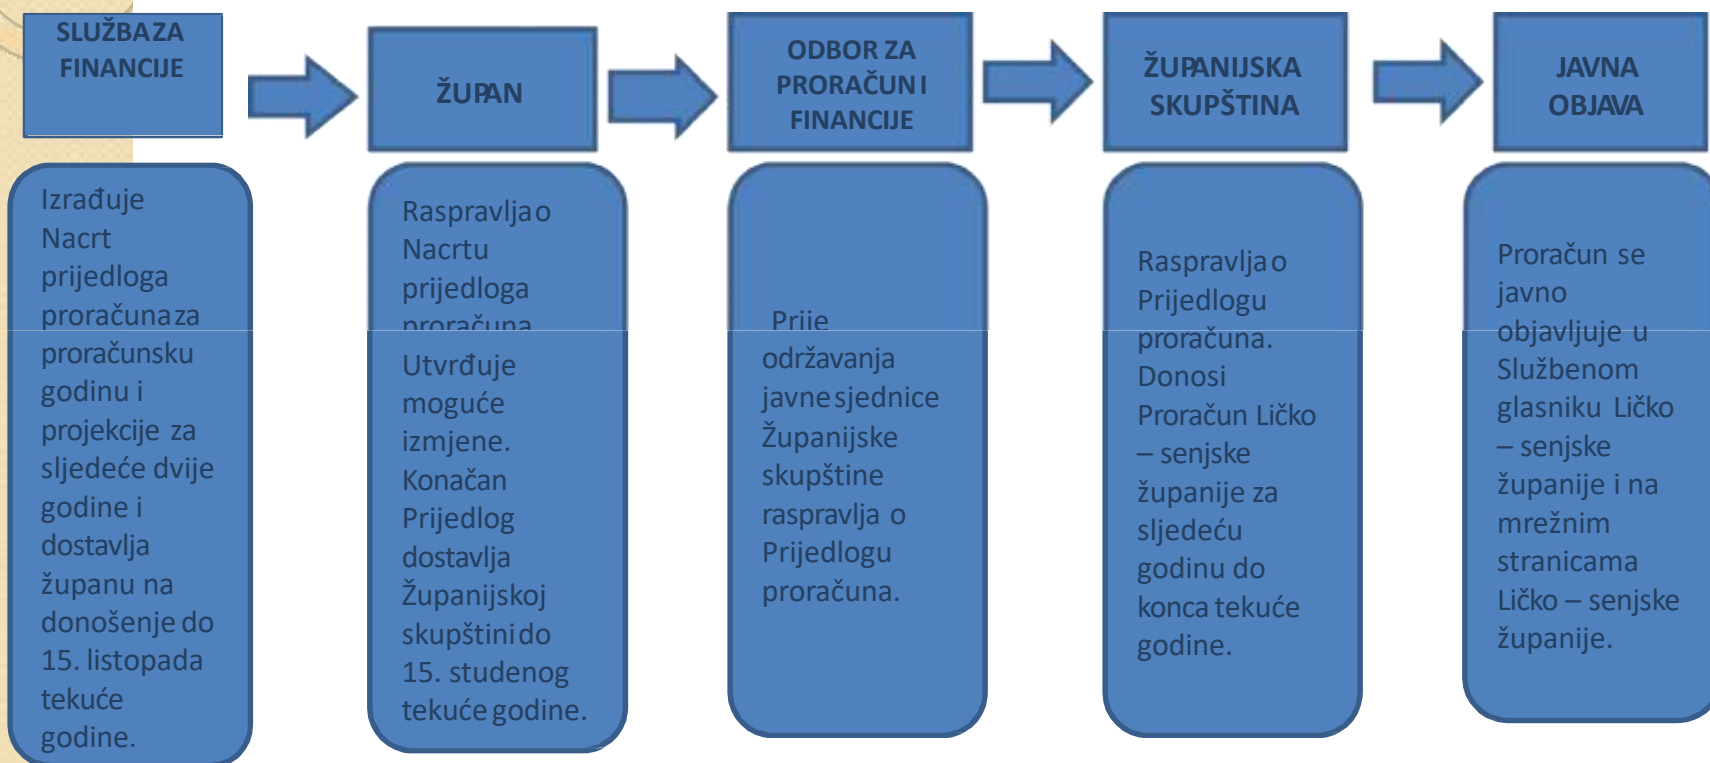 SLUŽBA ZA
FINANCIJE
ŽUPAN
ODBOR ZA
PRORAČUN I
FINANCIJE
ŽUPANIJSKA
SKUPŠTINA
JAVNA
OBJAVA
Izrađuje
Nacrt
prijedloga
proračuna za
proračunsku
godinu i
projekcije za
sljedeće dvije
godine i
dostavlja
županu na
donošenje do
15. listopada
tekuće
godine.
Raspravlja o
Nacrtu
prijedloga
proračuna
Utvrđuje
moguće
izmjene.
Konačan
Prijedlog
dostavlja
Županijskoj
skupštini do
15. studenog
tekuće godine.
Prije
održavanja
javne sjednice
Županijske
skupštine
raspravlja o
Prijedlogu
proračuna.
Raspravlja o
Prijedlogu
proračuna.
Donosi
Proračun Ličko
– senjske
županije za
sljedeću
godinu do
konca tekuće
godine.
Proračun se
javno
objavljuje u
Službenom
glasniku Ličko
– senjske
županije i na
mrežnim
stranicama
Ličko – senjske
županije.